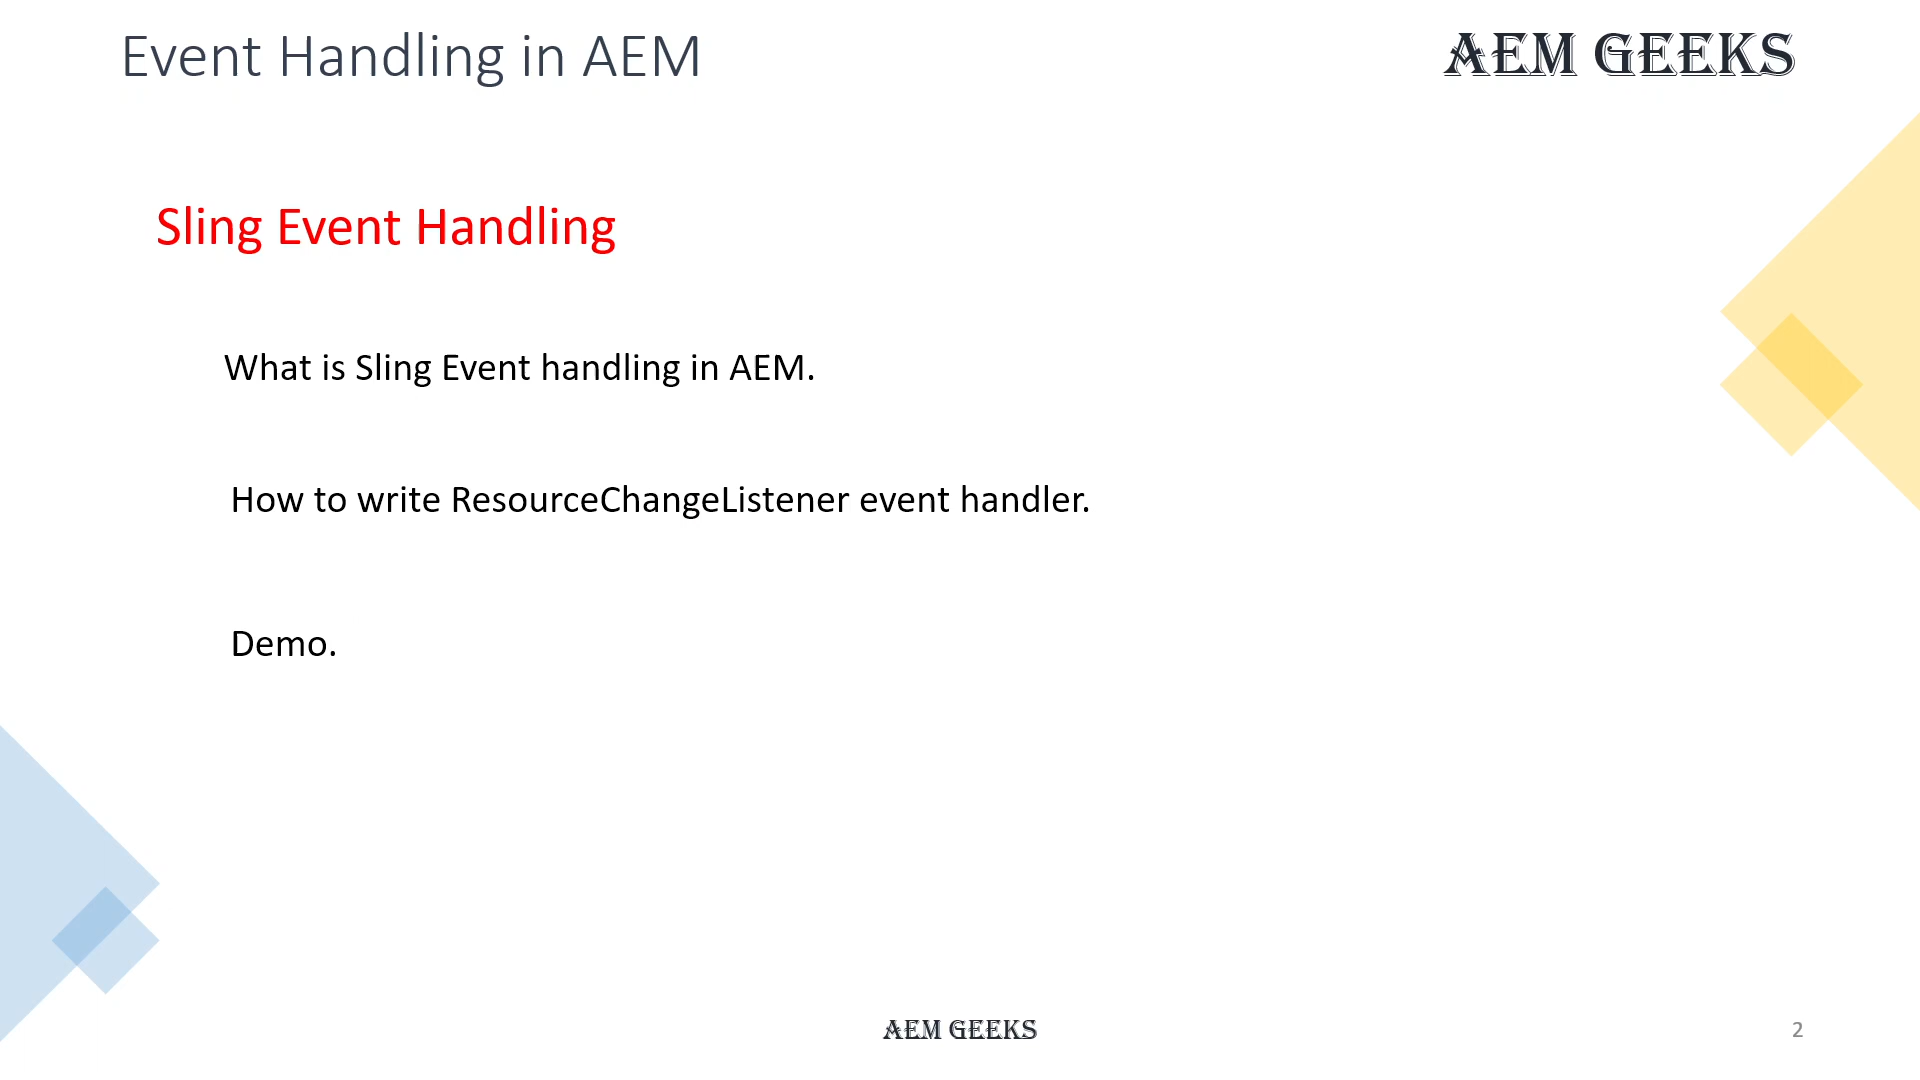 Event Handling in AEM
AEM GEEKS
Sling Event Handling
What is Sling Event handling in AEM.
How to write ResourceChangeListener event handler.
Demo.
AEM GEEKS
2